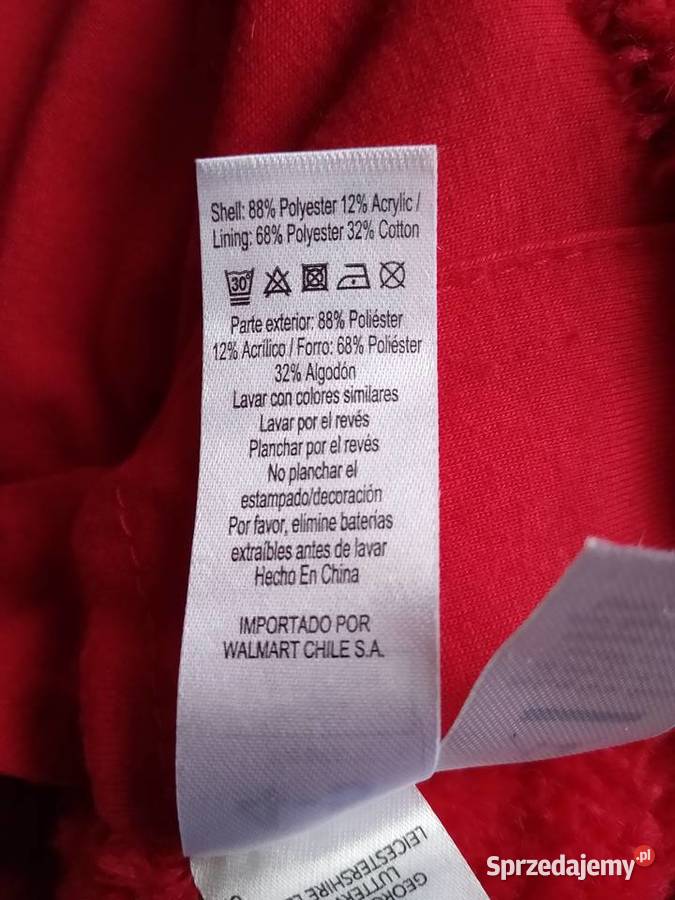 Shell: 88% Polyester 12% Acrylic /
Lining: 68% Polyester 32% Cotton
30°
Parte exterior: 88% Poliéster
12% Acrílico / Forro: 68% Poliéster
32% Algodón
Lavar con colores similares
Lavar por el revés
Planchar por el revés
No planchar el
estampado/decoración
Por favor, elimine baterías
extraíbles antes de lavar
Hecho En China
IMPORTADO POR
WALMART CHILE S.A.
LEICESTERSHIRE
Sprzedajemy.pl